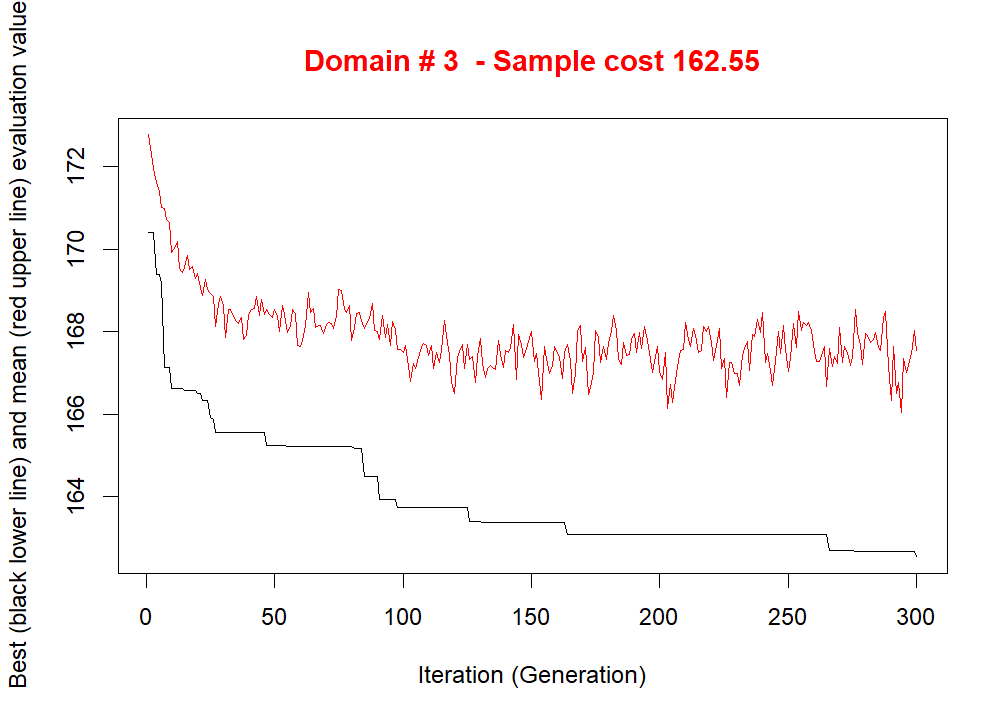 Domain # 3  - Sample cost 162.55
Best (black lower line) and mean (red upper line) evaluation value
172
170
168
166
164
0 50 100 150 200 250 300
Iteration (Generation)